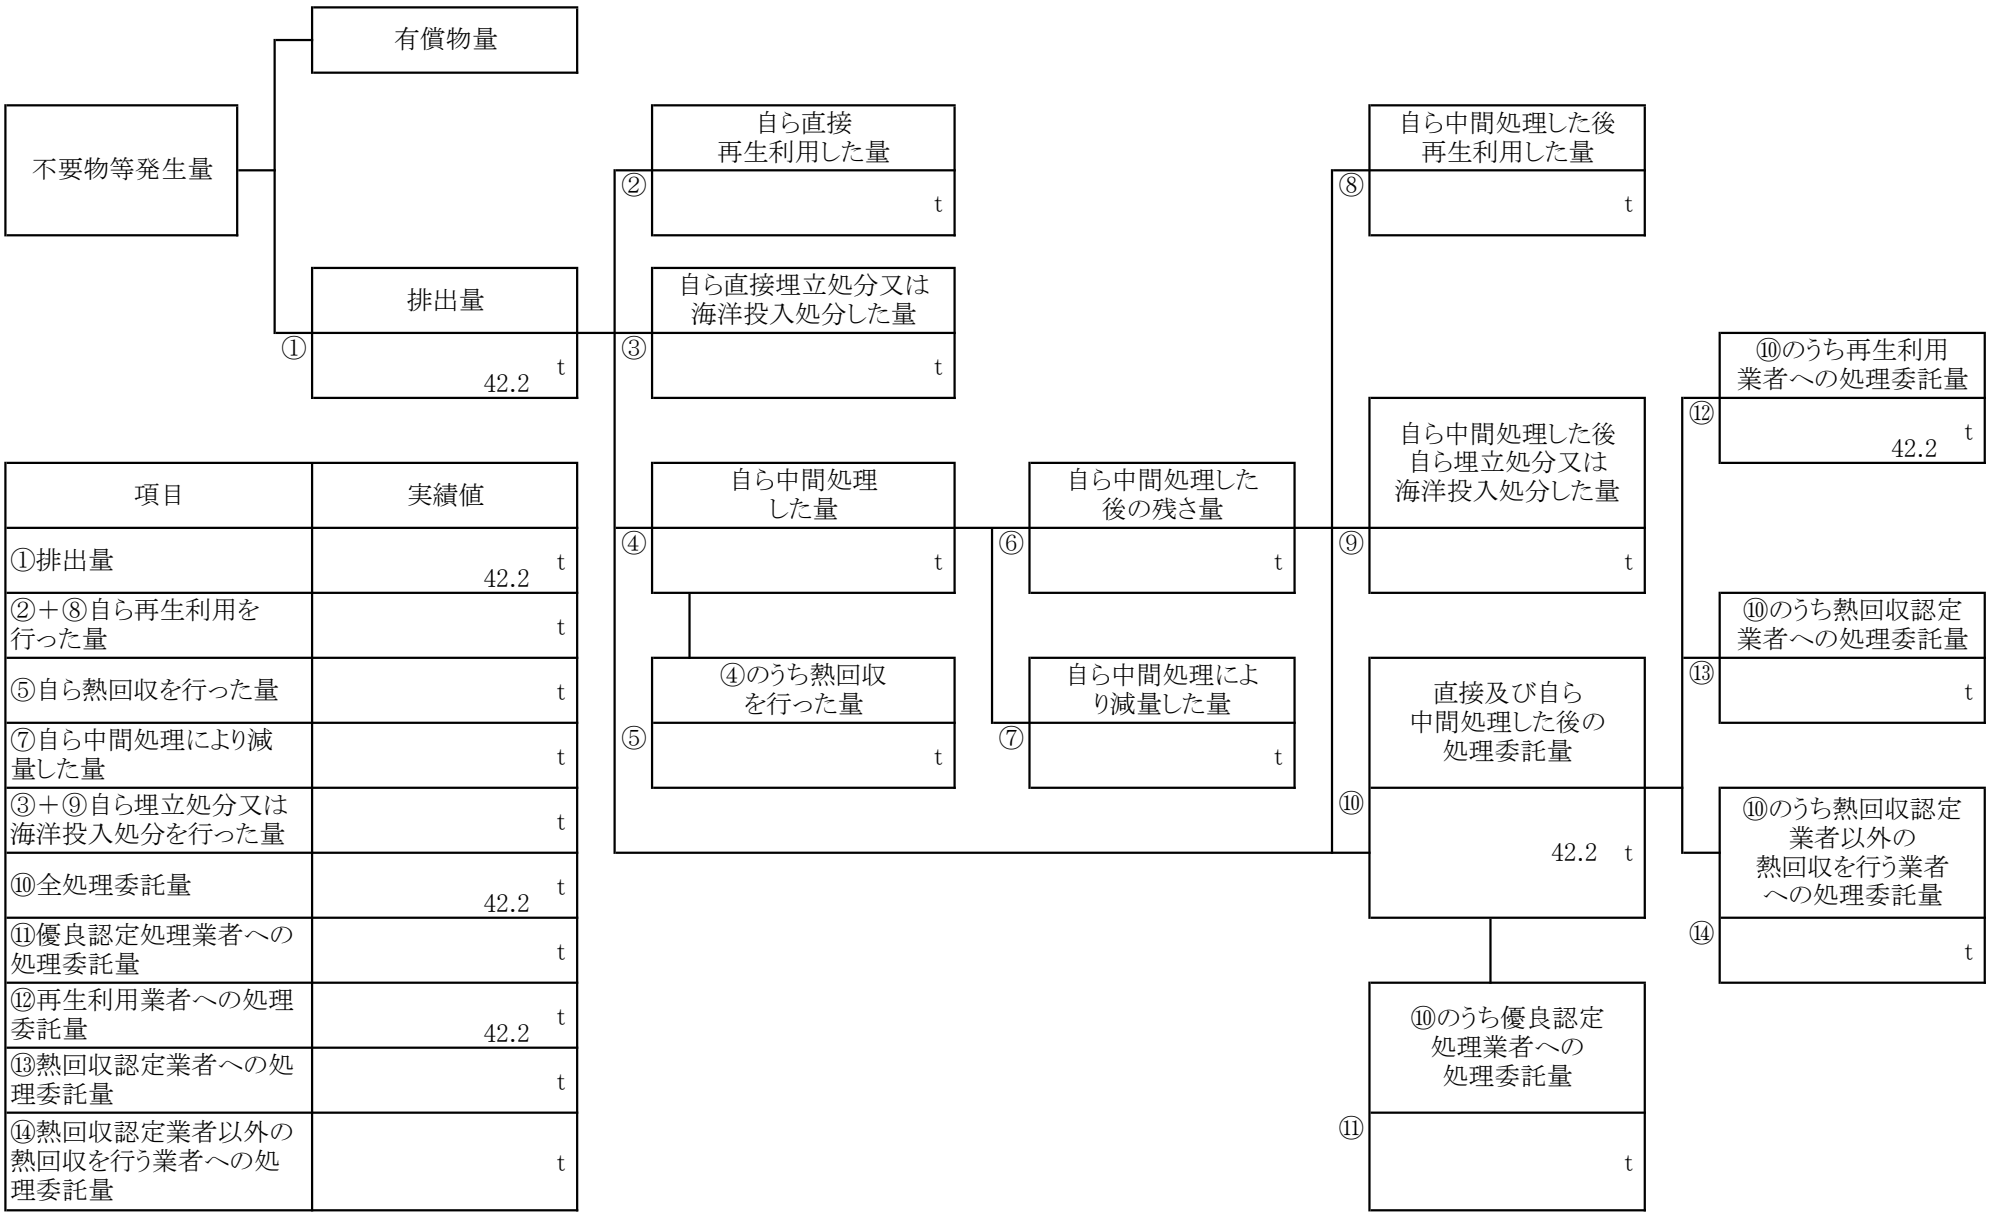 有償物量
不要物等発生量
自ら直接
再生利用した量
②
t
自ら中間処理した後
再生利用した量
⑧
t
排出量
①
t
42.2
自ら直接埋立処分又は
海洋投入処分した量
③
t
⑩のうち再生利用
業者への処理委託量
⑫
t
42.2
自ら中間処理
した量
④
t
自ら中間処理した
後の残さ量
⑥
t
自ら中間処理した後
自ら埋立処分又は
海洋投入処分した量
⑨
t
⑩のうち熱回収認定
業者への処理委託量
⑬
t
④のうち熱回収
を行った量
⑤
t
自ら中間処理によ
り減量した量
⑦
t
直接及び自ら
中間処理した後の
処理委託量
⑩
42.2 t
⑩のうち熱回収認定
業者以外の
熱回収を行う業者
への処理委託量
⑭
t
⑩のうち優良認定
処理業者への
処理委託量
⑪
t
項目 実績値
①排出量
t
42.2
②＋⑧自ら再生利用を
行った量
t
⑤自ら熱回収を行った量
t
⑦自ら中間処理により減
量した量
t
③＋⑨自ら埋立処分又は
海洋投入処分を行った量
t
⑩全処理委託量
t
42.2
⑪優良認定処理業者への
処理委託量
t
⑫再生利用業者への処理
委託量
t
42.2
⑬熱回収認定業者への処
理委託量
t
⑭熱回収認定業者以外の
熱回収を行う業者への処
理委託量
t